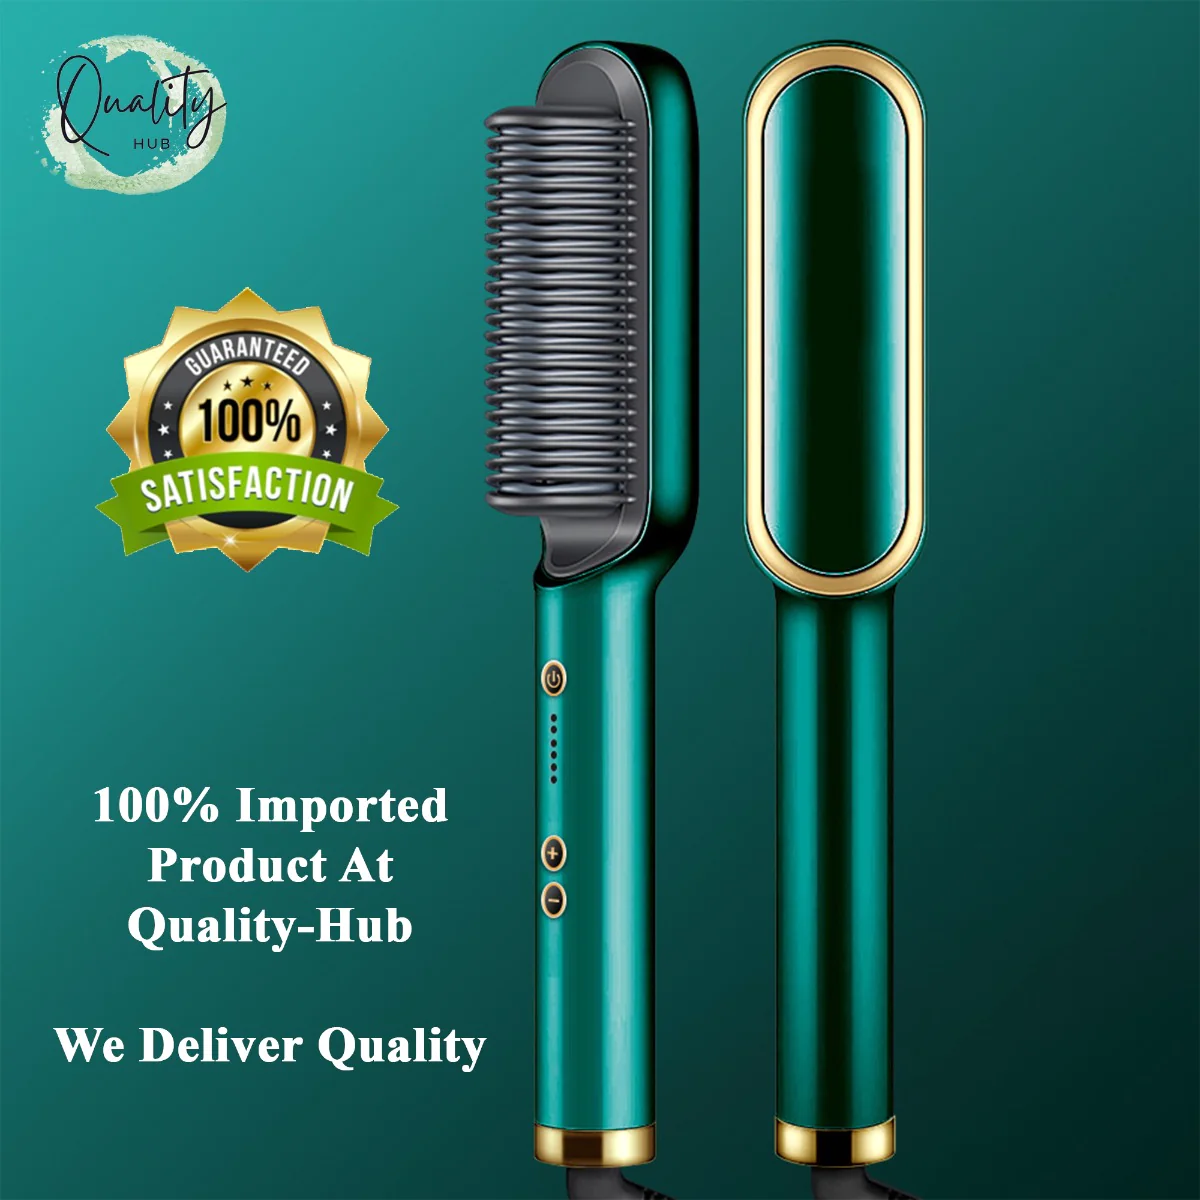 Quality
HUB
GUARANTEED
100%
SATISFACTION
100% Imported
Product At
Quality-Hub
We Deliver Quality